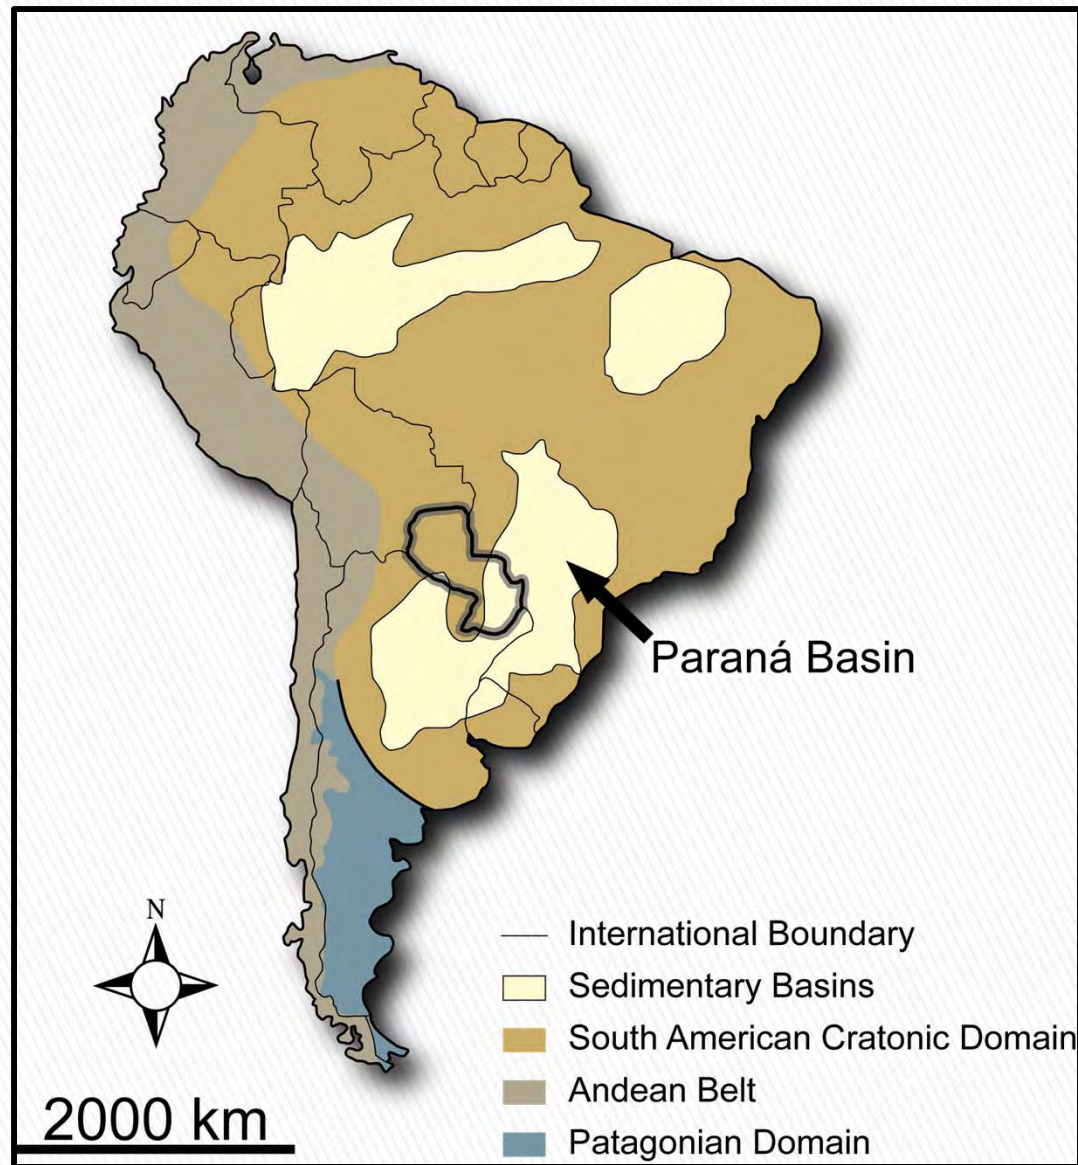 Paraná Basin
N
International Boundary
Sedimentary Basins
South American Cratonic Domain
Andean Belt
Patagonian Domain
2000 km